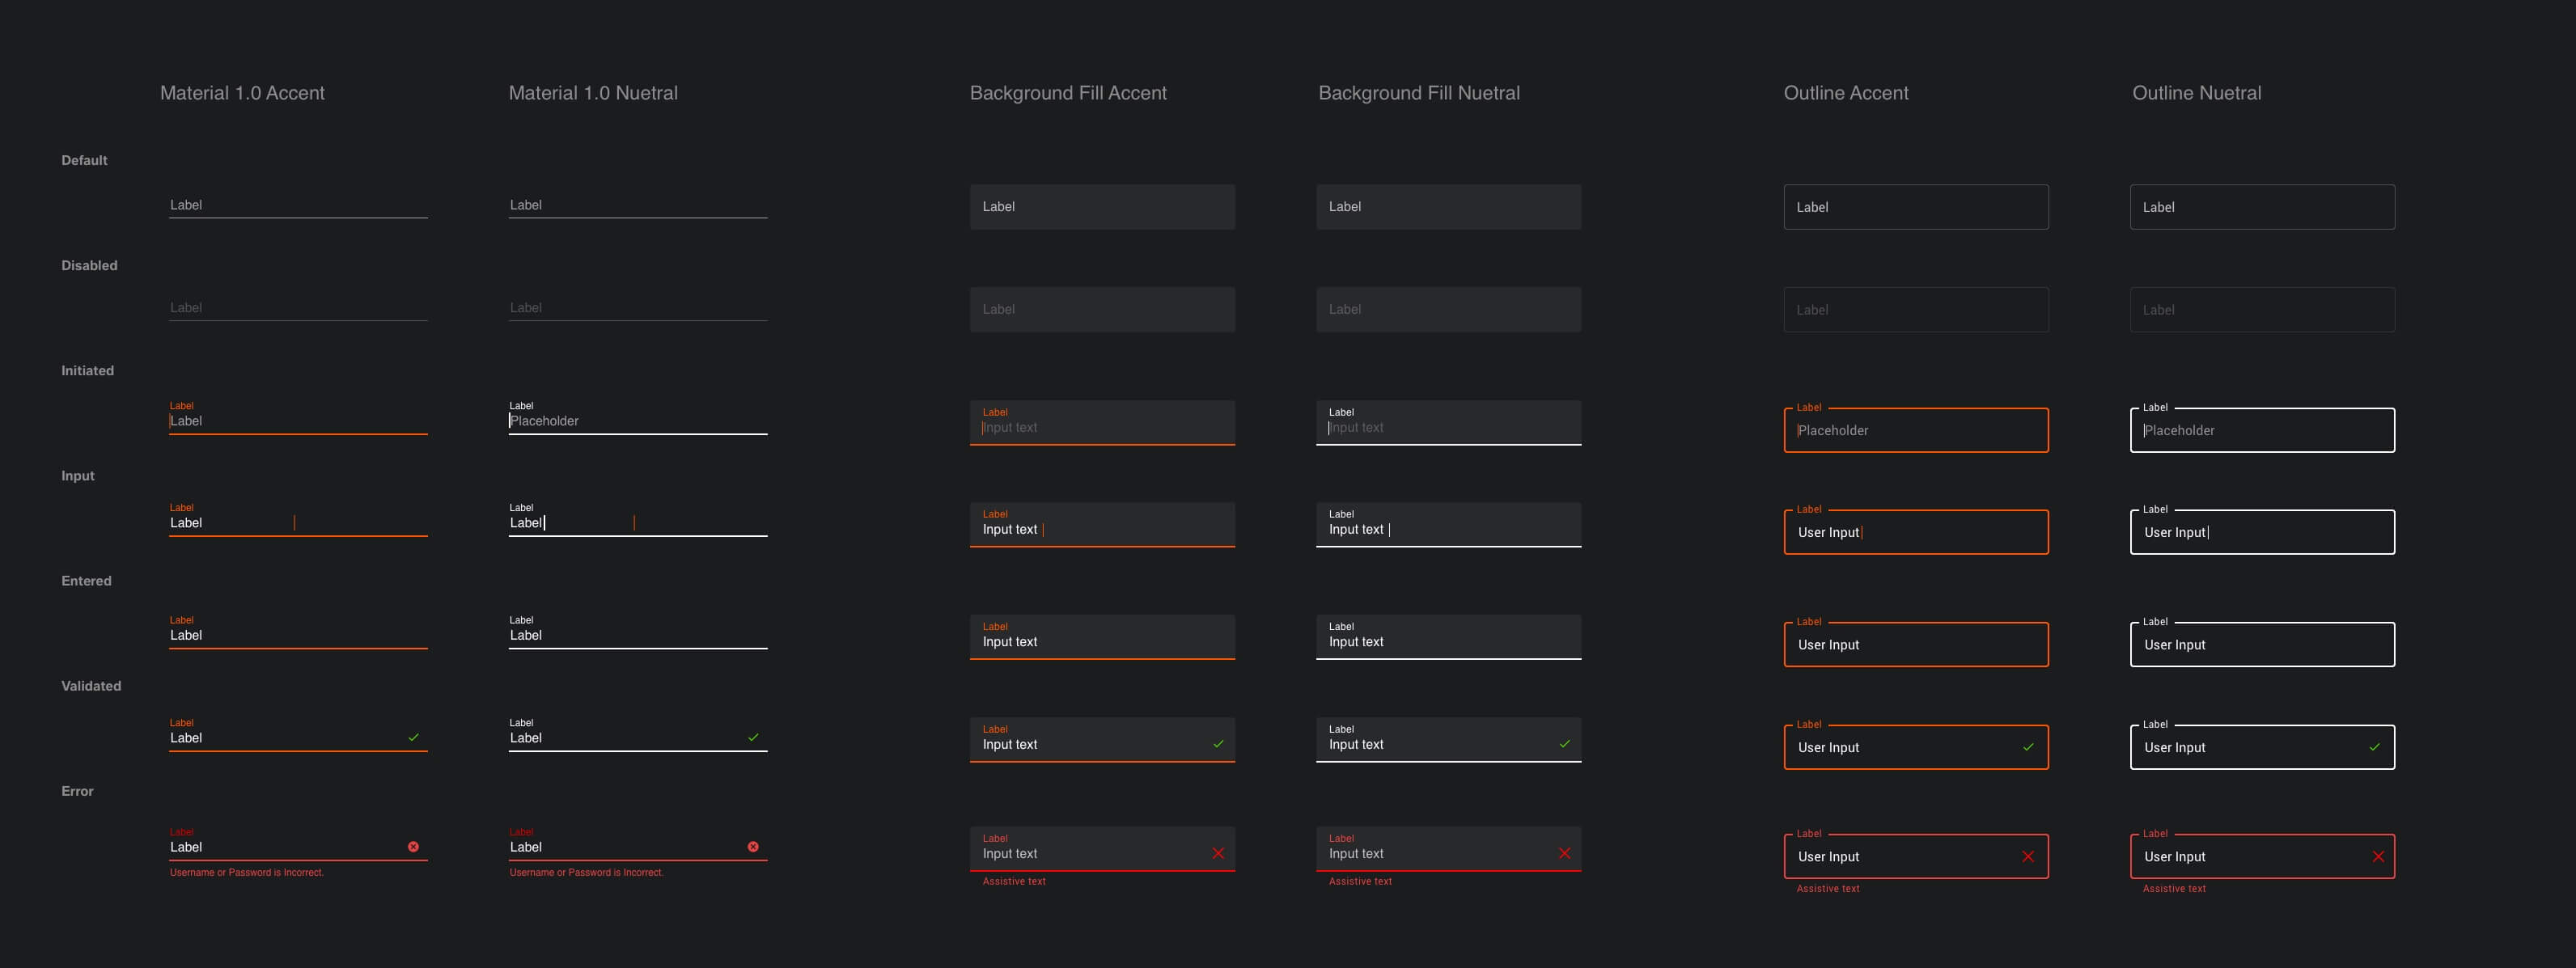 Material 1.0 Accent Material 1.0 Nuetral Background Fill Accent Background Fill Nuetral Outline Accent Outline Nuetral
Default
Label Label Label Label Label Label
Disabled
Label Label Label Label Label Label
Initiated
Label Label Label Label Label Label
Label Placeholder Input text Input text Placeholder Placeholder
Input
Label Label Label Label Label Label
Label Label Input text Input text User Input User Input
Entered
Label Label Label Label Label Label
Label Label Input text Input text User Input User Input
Validated
Label Label Label Label Label Label
Label Label Input text Input text User Input User Input
Error
Label Label Label Label Label Label
Label Label Input text Input text User Input User Input
Username or Password is Incorrect. Username or Password is Incorrect. Assistive text Assistive text Assistive text Assistive text